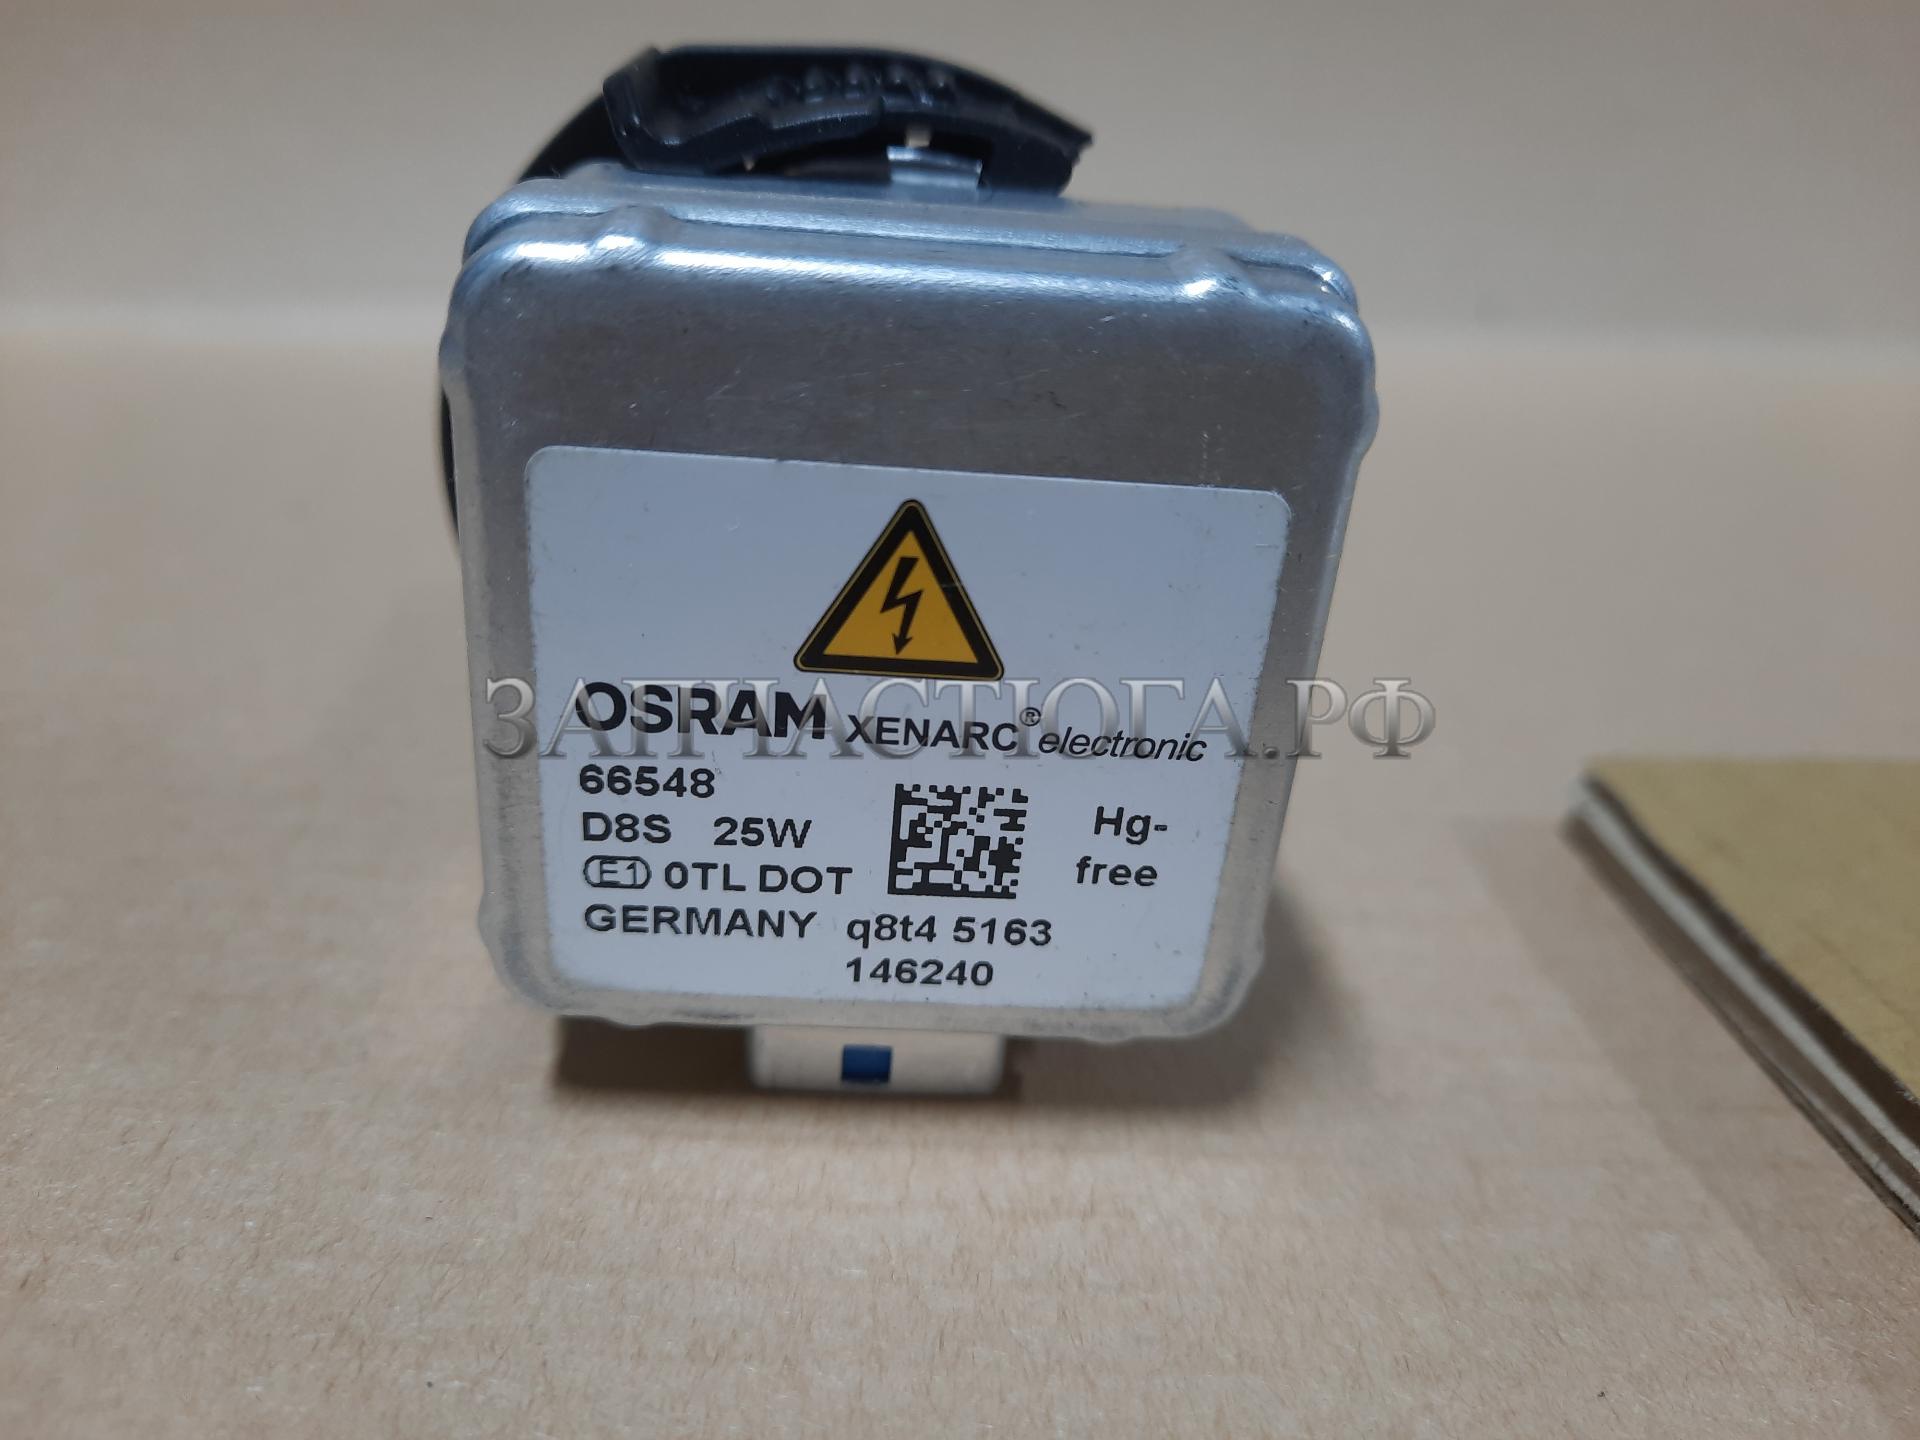 OSRAM XENARC® electronic
ЗАПЧАСТЮГА.РФ
66548
D8S 25W
Hg-
free
E1 0TL DOT
GERMANY q8t4 5163
146240